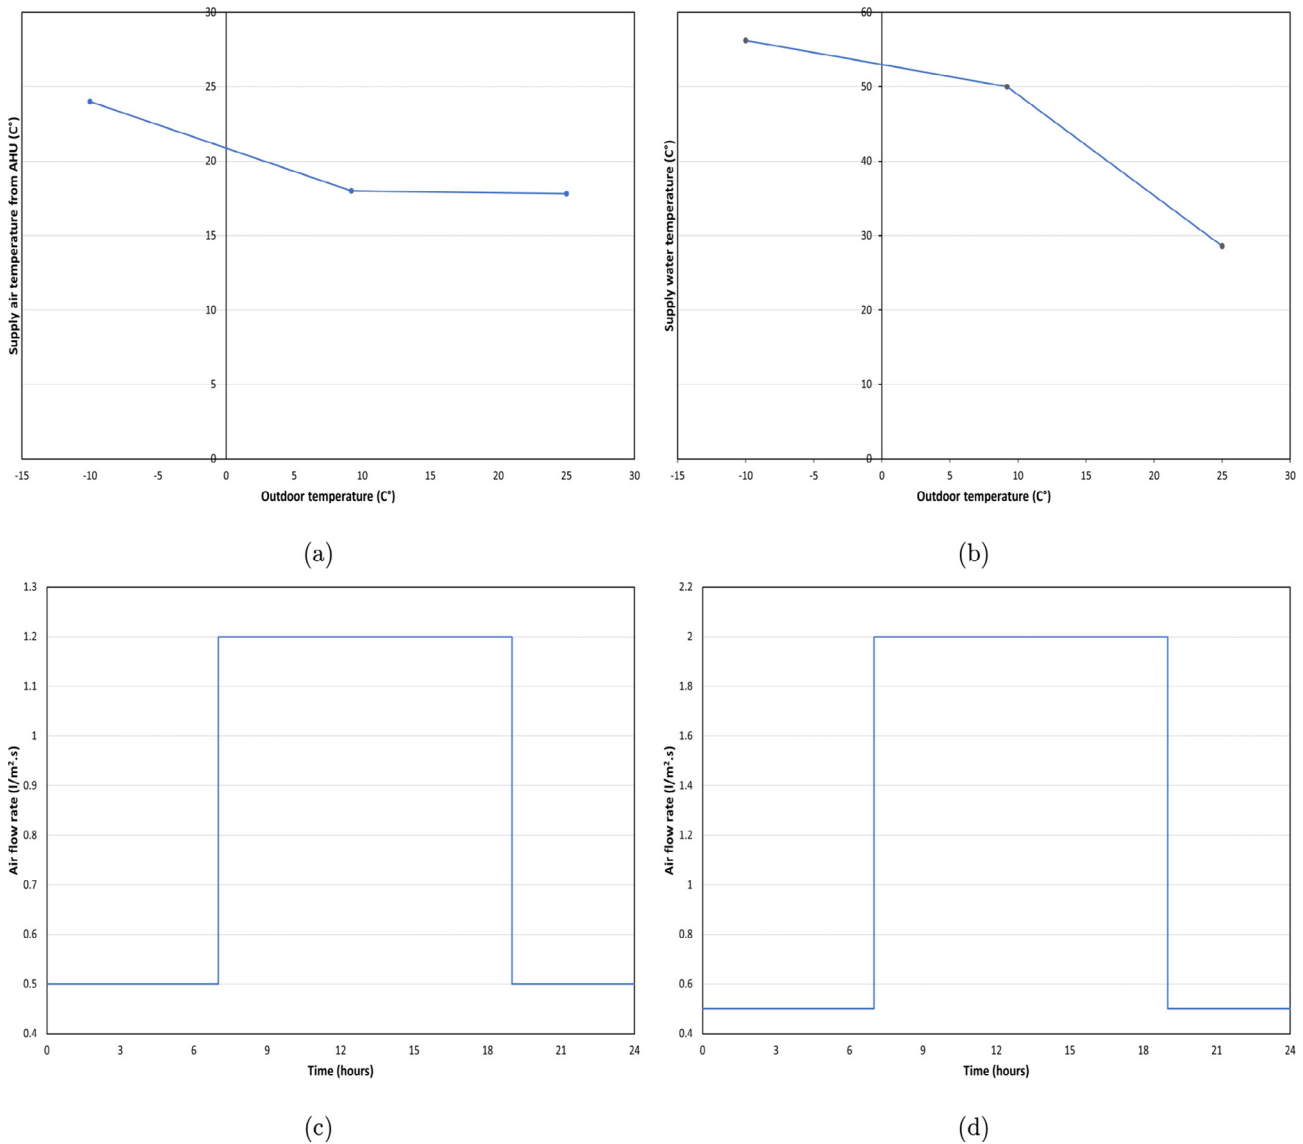 30
25
20
15
10
5
0
-15 -10 -5 0 5 10 15 20 25 30
Supply air temperature from AHU (C°)
Outdoor temperature (C°)
(a)
60
50
40
30
20
10
0
-15 -10 -5 0 5 10 15 20 25 30
Supply water temperature (C°)
Outdoor temperature (C°)
(b)
1.3
1.2
1.1
1
0.9
0.8
0.7
0.6
0.5
0.4
0 3 6 9 12 15 18 21 24
Air flow rate (l/m².s)
Time (hours)
(c)
2.2
2
1.8
1.6
1.4
1.2
1
0.8
0.6
0.4
0 3 6 9 12 15 18 21 24
Air flow rate (l/m².s)
Time (hours)
(d)